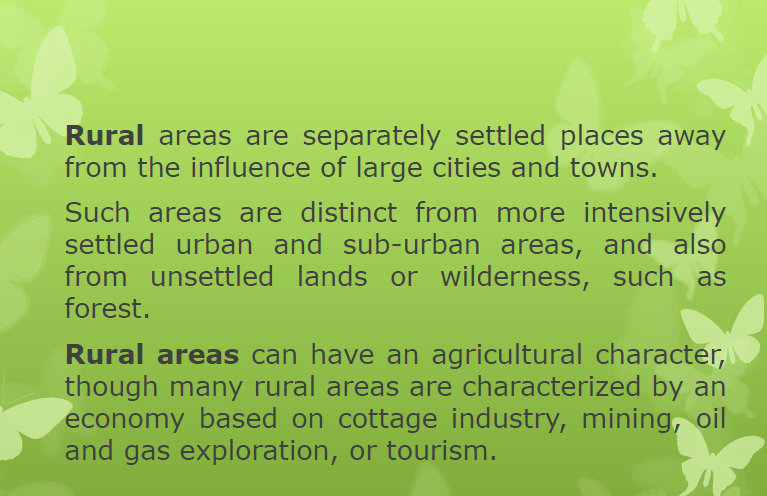 Rural areas are separately settled places away
from the influence of large cities and towns.
Such areas are distinct from more intensively
settled urban and sub-urban areas, and also
from unsettled lands or wilderness, such as
forest.
Rural areas can have an agricultural character,
though many rural areas are characterized by an
economy based on cottage industry, mining, oil
and gas exploration, or tourism.